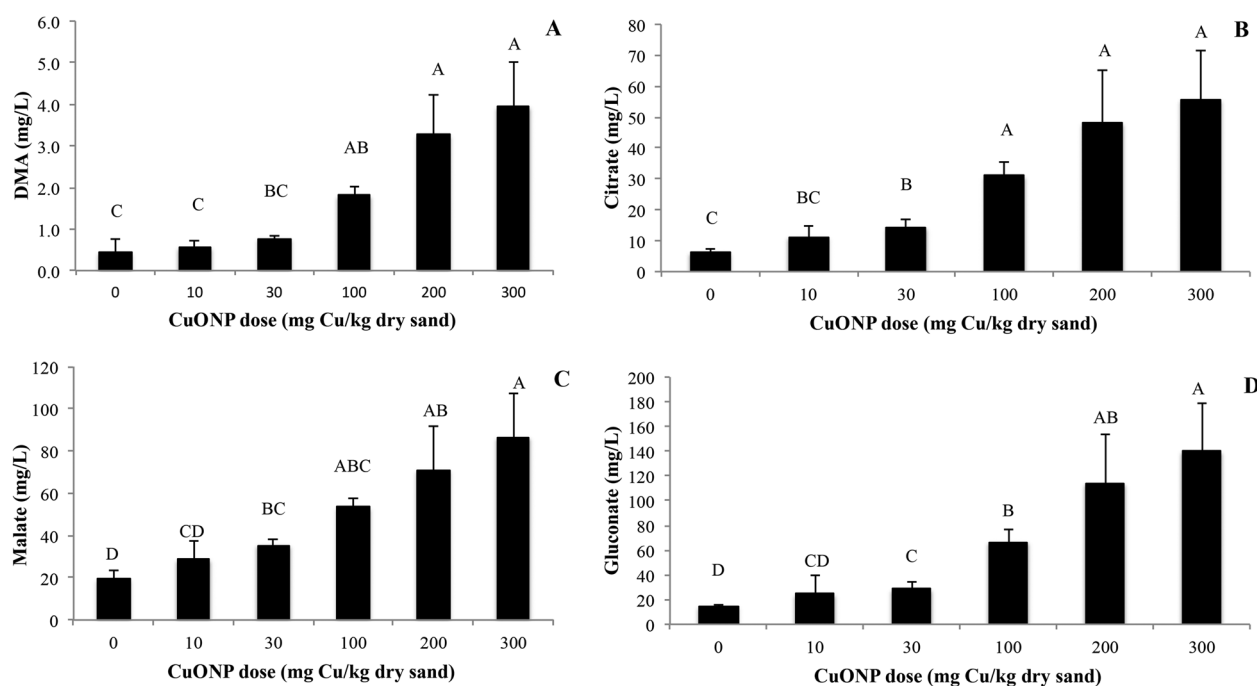 A
DMA (mg/L)
6.0
5.0
4.0
3.0
2.0
1.0
0.0
C
C
BC
AB
A
A
0 10 30 100 200 300
CuONP dose (mg Cu/kg dry sand)
B
Citrate (mg/L)
80
70
60
50
40
30
20
10
0
C
BC
B
A
A
A
0 10 30 100 200 300
CuONP dose (mg Cu/kg dry sand)
C
Malate (mg/L)
120
100
80
60
40
20
0
D
CD
BC
ABC
AB
A
0 10 30 100 200 300
CuONP dose (mg Cu/kg dry sand)
D
Gluconate (mg/L)
200
180
160
140
120
100
80
60
40
20
0
D
CD
C
B
AB
A
0 10 30 100 200 300
CuONP dose (mg Cu/kg dry sand)